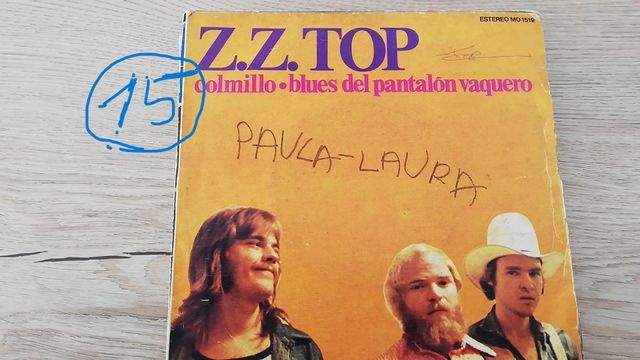 ESTEREO MO 1519
Z.Z. TOP
colmillo • blues del pantalón vaquero
15
PAULA-LAURA